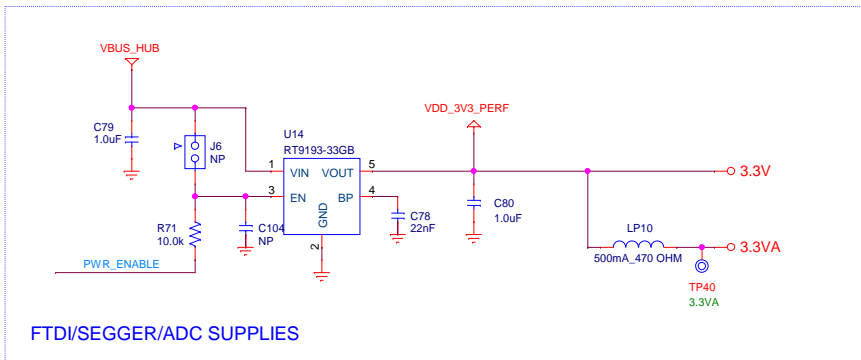 VBUS_HUB
VDD_3V3_PERF
C79
1.0uF
J6
NP
U14
RT9193-33GB
1
VIN
VOUT
5
3.3V
3
EN
BP
4
GND
2
C78
22nF
C80
1.0uF
R71
10.0k
C104
NP
LP10
500mA_470 OHM
3.3VA
PWR_ENABLE
TP40
3.3VA
FTDI/SEGGER/ADC SUPPLIES